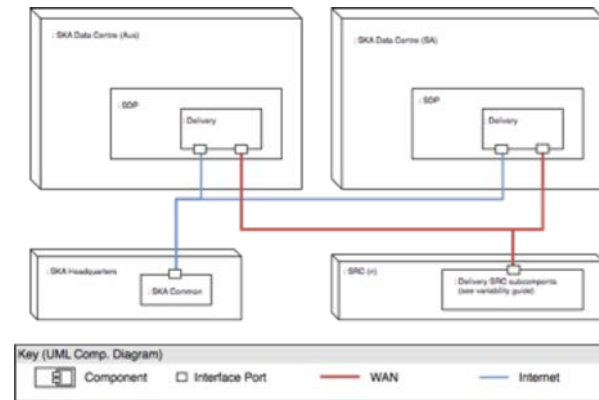 : SKA Data Centre (Aus)
: SKA Data Centre (SA)
: SDP
: SDP
: Delivery
: Delivery
: SKA Headquarters
: SRC (n)
: SKA Common
: Delivery SRC subcomponts
(see variability guide)
Key (UML Comp. Diagram)
Component
Interface Port
WAN
Internet